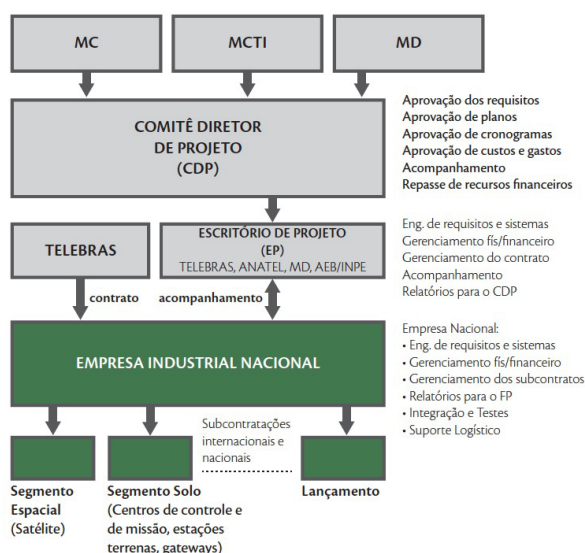 MC
MCTI
MD
COMITÊ DIRETOR
DE PROJETO
(CDP)
Aprovação dos requisitos
Aprovação de planos
Aprovação de cronogramas
Aprovação de custos e gastos
Acompanhamento
Repasse de recursos financeiros
TELEBRAS
ESCRITÓRIO DE PROJETO
(EP)
TELEBRAS, ANATEL, MD, AEB/INPE
Eng. de requisitos e sistemas
Gerenciamento fís/financeiro
Gerenciamento do contrato
Acompanhamento
Relatórios para o CDP
contrato
acompanhamento
EMPRESA INDUSTRIAL NACIONAL
Empresa Nacional:
• Eng. de requisitos e sistemas
• Gerenciamento fís/financeiro
• Gerenciamento dos subcontratos
• Relatórios para o FP
• Integração e Testes
• Suporte Logístico
Subcontratações
internacionais e
nacionais
Segmento
Espacial
(Satélite)
Segmento Solo
(Centros de controle e
de missão, estações
terrenas, gateways)
Lançamento